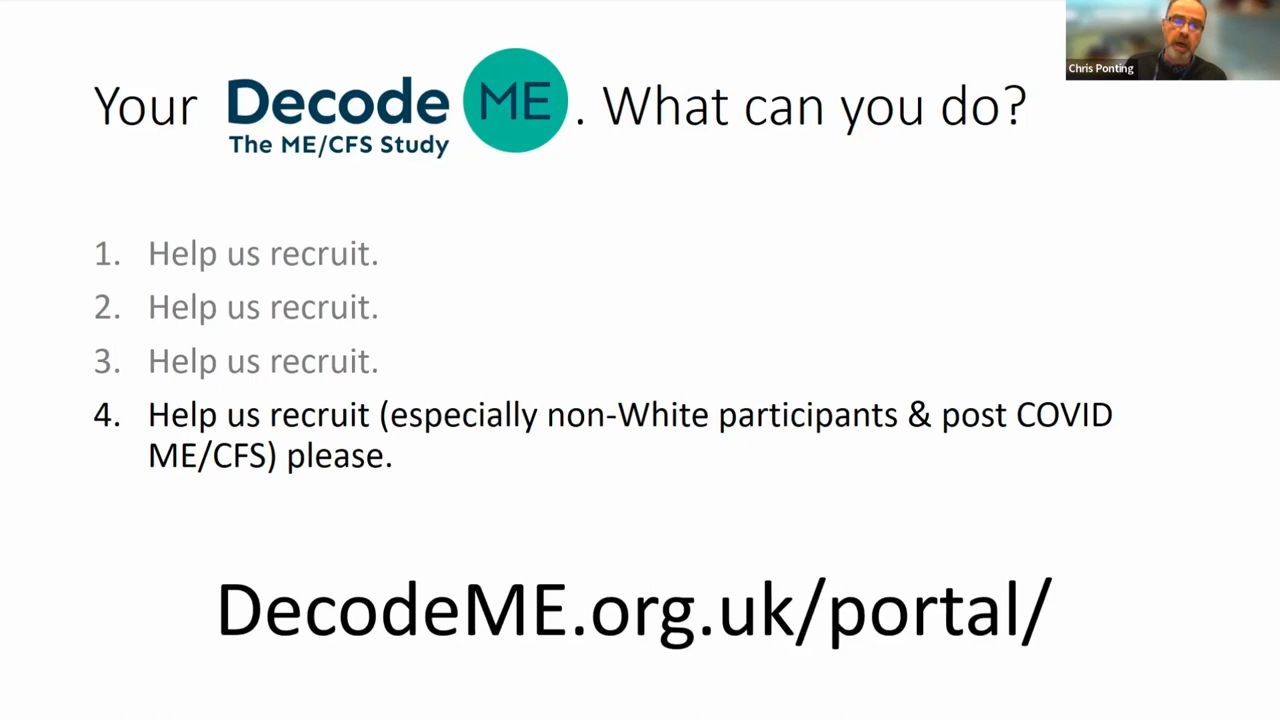 Chris Ponting
Your Decode ME. What can you do?
The ME/CFS Study
1. Help us recruit.
2. Help us recruit.
3. Help us recruit.
4. Help us recruit (especially non-White participants & post COVID
ME/CFS) please.
DecodeME.org.uk/portal/